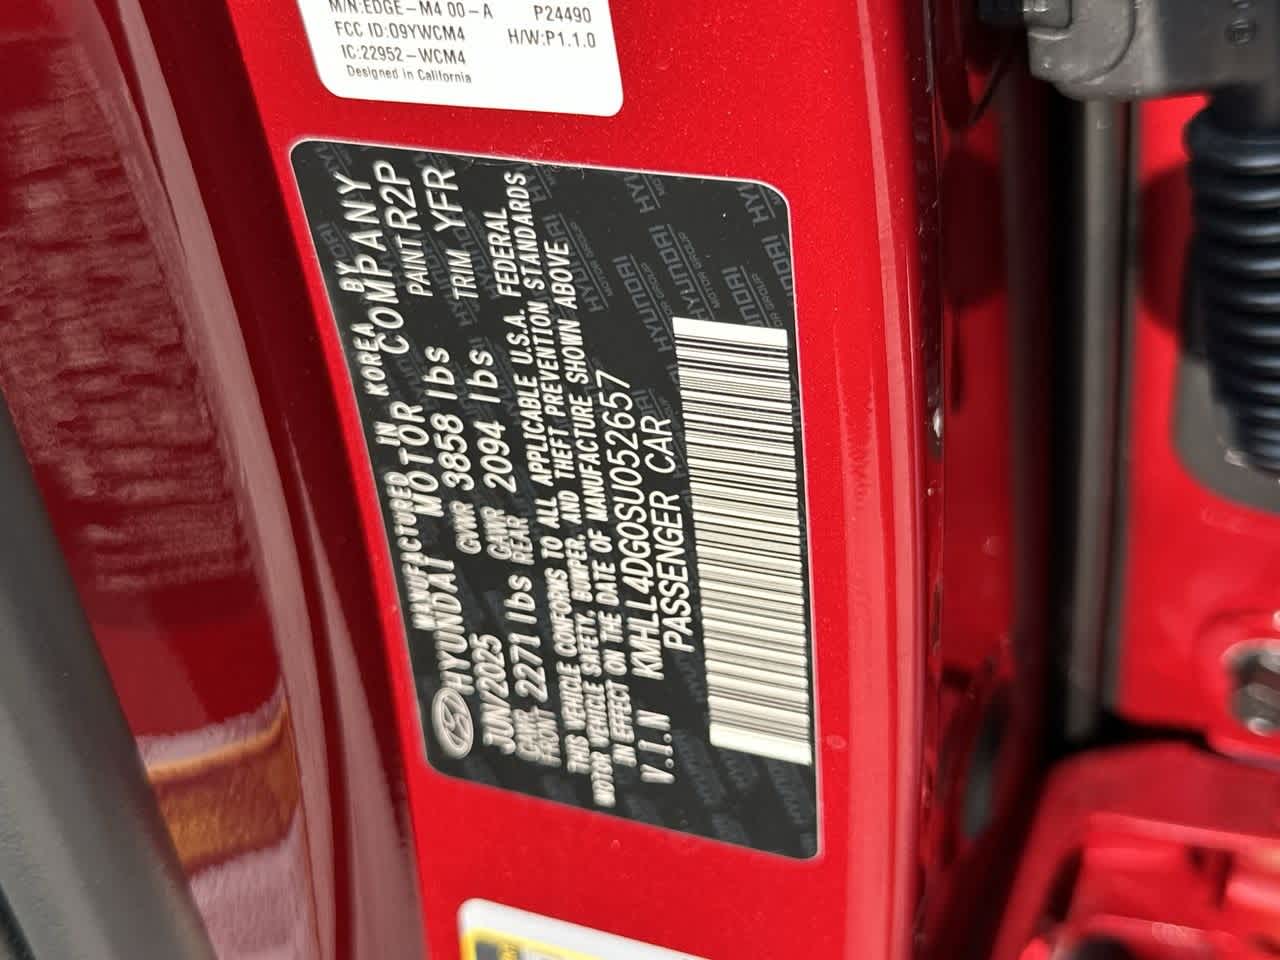 M/N:EDGE-M4 00-A P24490
FCC ID:O9YWCM4 H/W:P1.1.0
IC:22952-WCM4
Designed in California
MANUFACTURED IN KOREA BY
HYUNDAI MOTOR COMPANY
JUN/2025 GVWR 3858 lbs PAINT R2P
GAWR FRONT 2271 lbs GAWR REAR 2094 lbs TRIM YFR
THIS VEHICLE CONFORMS TO ALL APPLICABLE U.S.A. FEDERAL
MOTOR VEHICLE SAFETY, BUMPER, AND THEFT PREVENTION STANDARDS
IN EFFECT ON THE DATE OF MANUFACTURE SHOWN ABOVE
V.I.N KMHLL4DG0SU052657
PASSENGER CAR